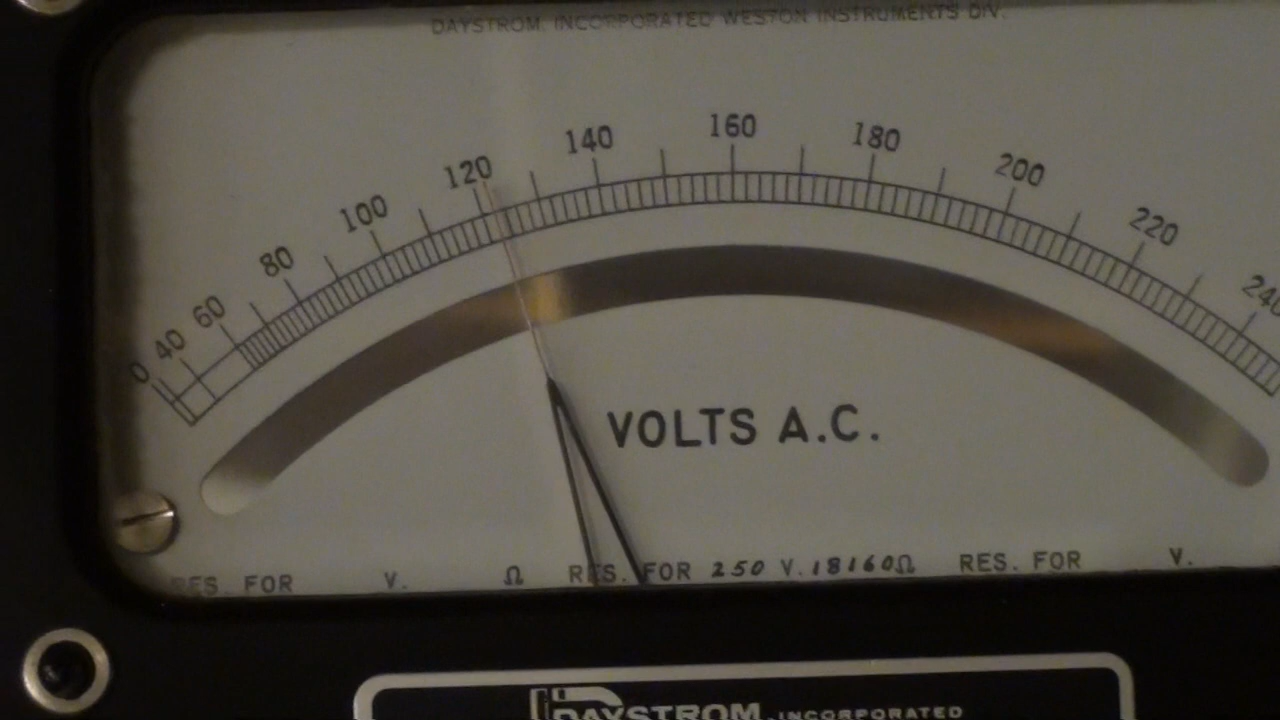 DAYSTROM, INCORPORATED WESTON INSTRUMENTS DIV.
0 40 60 80 100 120 140 160 180 200 220 240
VOLTS A.C.
RES. FOR V. Ω RES. FOR 250 V. 18160Ω RES. FOR V.
DAYSTROM, INCORPORATED